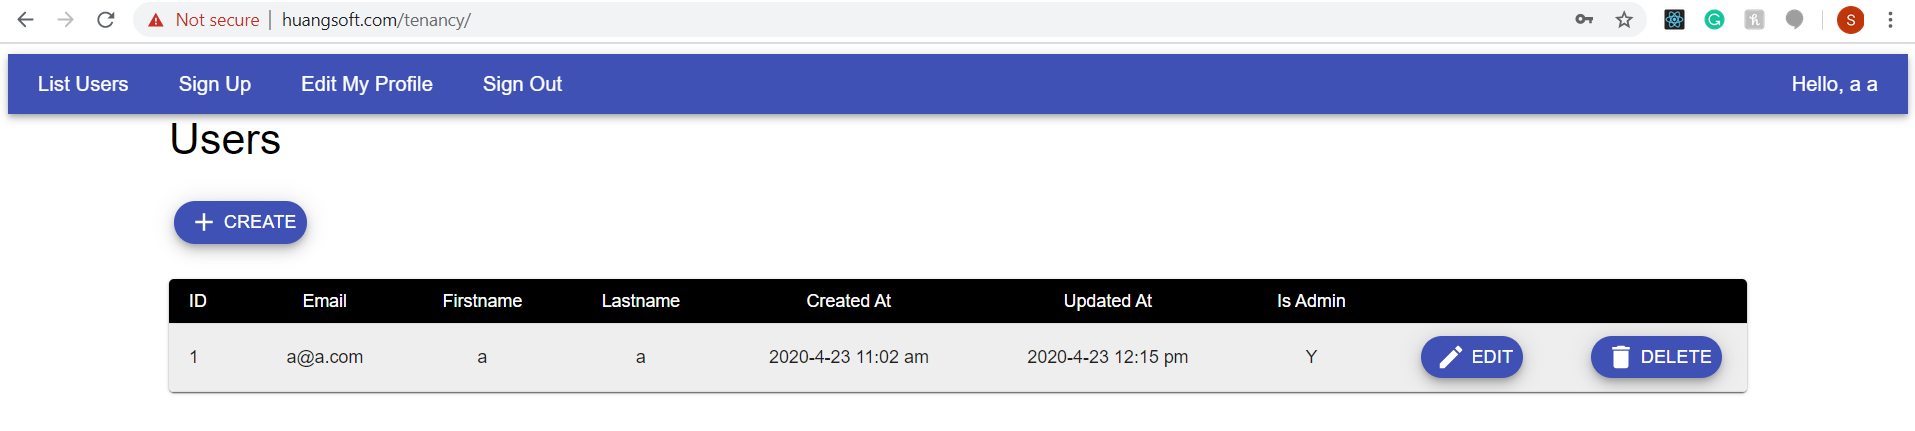 Not secure | huangsoft.com/tenancy/ S
List Users Sign Up Edit My Profile Sign Out Hello, a a
Users
CREATE
ID Email Firstname Lastname Created At Updated At Is Admin
1 a@a.com a a 2020-4-23 11:02 am 2020-4-23 12:15 pm Y EDIT DELETE